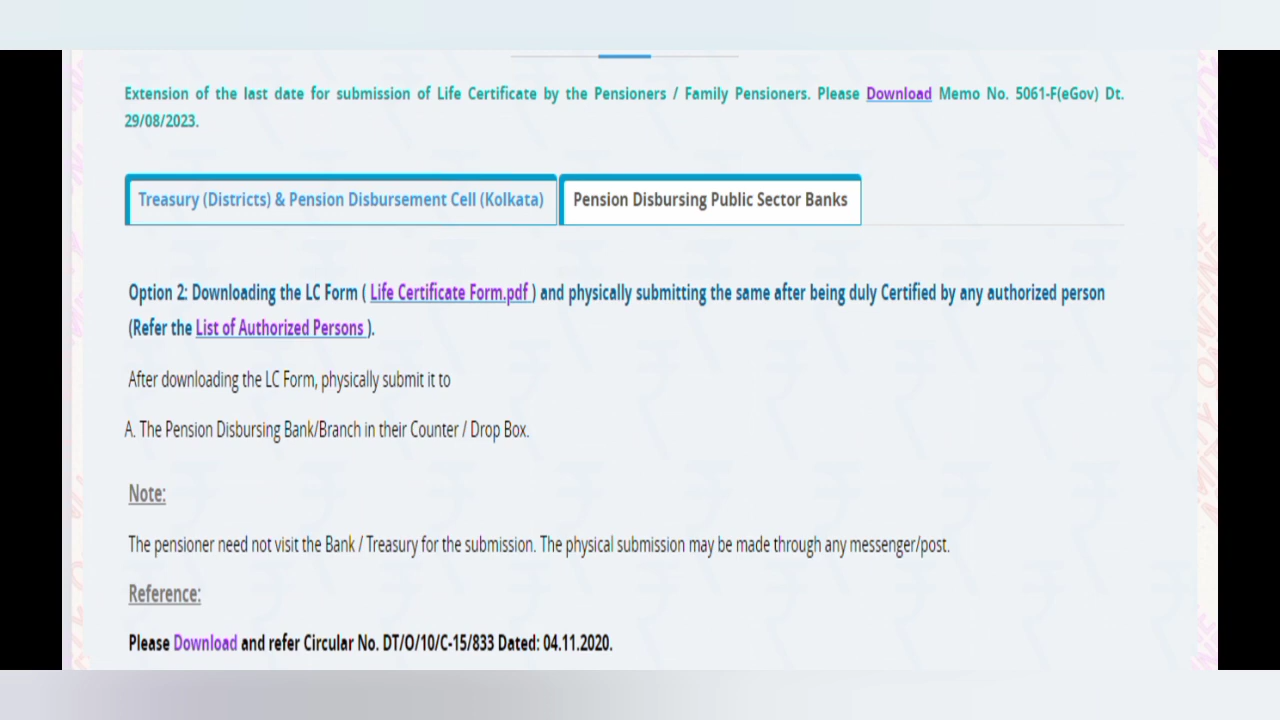 Extension of the last date for submission of Life Certificate by the Pensioners / Family Pensioners. Please Download Memo No. 5061-F(eGov) Dt.
29/08/2023.
Treasury (Districts) & Pension Disbursement Cell (Kolkata)
Pension Disbursing Public Sector Banks
Option 2: Downloading the LC Form ( Life Certificate Form.pdf ) and physically submitting the same after being duly Certified by any authorized person
(Refer the List of Authorized Persons ).
After downloading the LC Form, physically submit it to
A. The Pension Disbursing Bank/Branch in their Counter / Drop Box.
Note:
The pensioner need not visit the Bank / Treasury for the submission. The physical submission may be made through any messenger/post.
Reference:
Please Download and refer Circular No. DT/O/10/C-15/833 Dated: 04.11.2020.